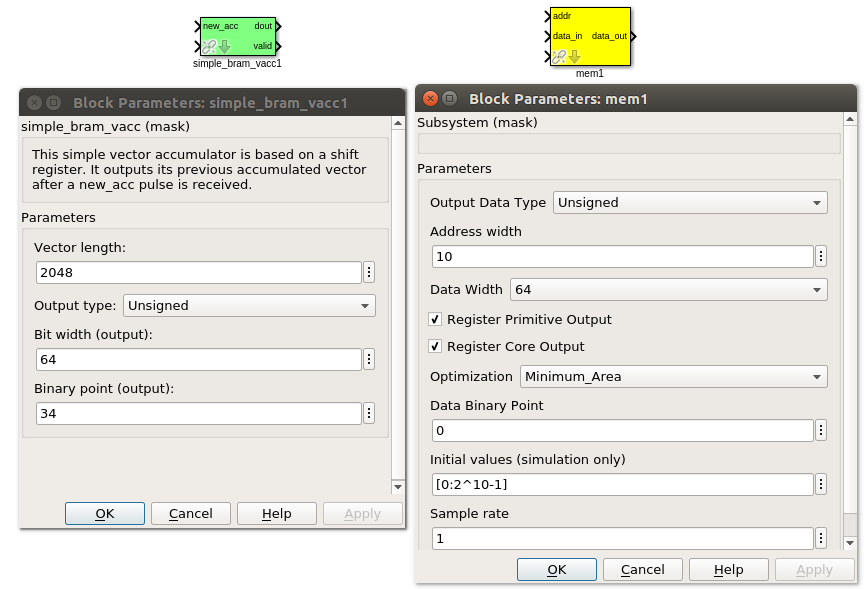 new_acc dout
valid
simple_bram_vacc1
addr
data_in data_out
mem1
Block Parameters: simple_bram_vacc1
simple_bram_vacc (mask)
This simple vector accumulator is based on a shift
register. It outputs its previous accumulated vector
after a new_acc pulse is received.
Parameters
Vector length:
2048
Output type: Unsigned
Bit width (output):
64
Binary point (output):
34
OK Cancel Help Apply
Block Parameters: mem1
Subsystem (mask)
Parameters
Output Data Type Unsigned
Address width
10
Data Width 64
Register Primitive Output
Register Core Output
Optimization Minimum_Area
Data Binary Point
0
Initial values (simulation only)
[0:2^10-1]
Sample rate
1
OK Cancel Help Apply